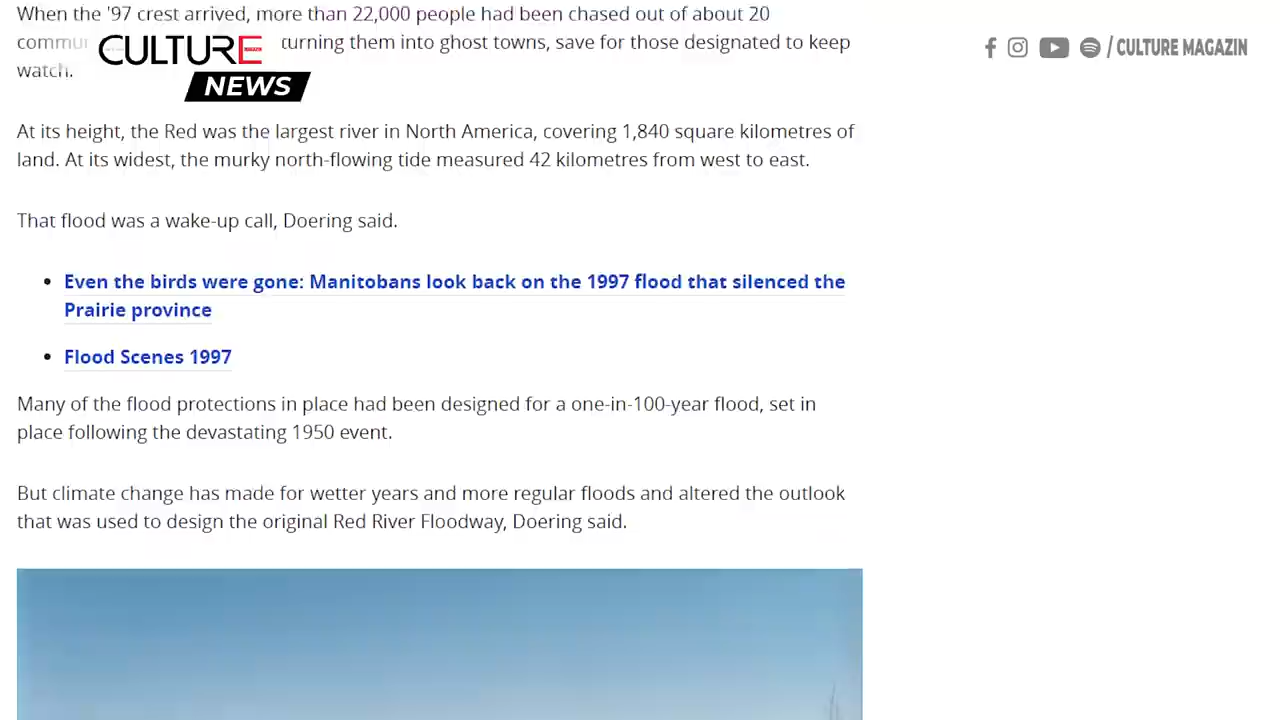 When the '97 crest arrived, more than 22,000 people had been chased out of about 20
turning them into ghost towns, save for those designated to keep
watch.
CULTURE
NEWS
/ CULTURE MAGAZIN
At its height, the Red was the largest river in North America, covering 1,840 square kilometres of
land. At its widest, the murky north-flowing tide measured 42 kilometres from west to east.
That flood was a wake-up call, Doering said.
• Even the birds were gone: Manitobans look back on the 1997 flood that silenced the
Prairie province
• Flood Scenes 1997
Many of the flood protections in place had been designed for a one-in-100-year flood, set in
place following the devastating 1950 event.
But climate change has made for wetter years and more regular floods and altered the outlook
that was used to design the original Red River Floodway, Doering said.